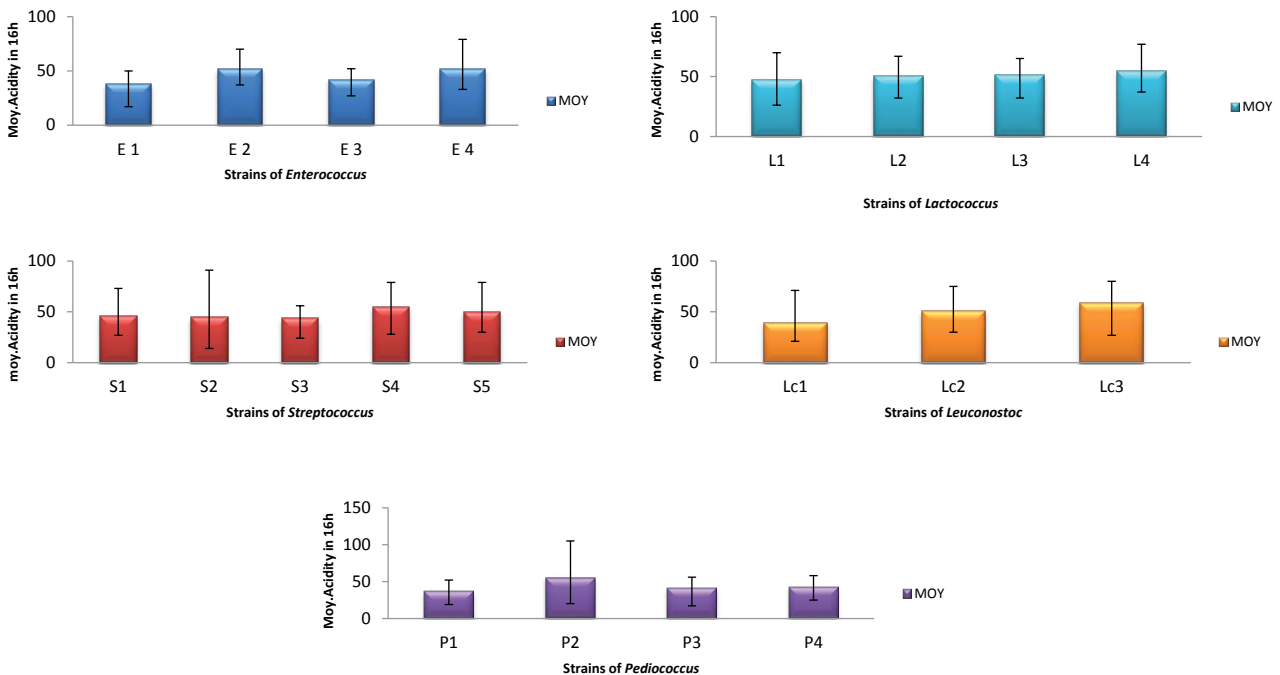 Moy.Acidity in 16h
100
50
0
E 1 E 2 E 3 E 4
Strains of Enterococcus
MOY
Moy.Acidity in 16h
100
50
0
L1 L2 L3 L4
Strains of Lactococcus
MOY
moy.Acidity in 16h
100
50
0
S1 S2 S3 S4 S5
Strains of Streptococcus
MOY
moy.Acidity in 16h
100
50
0
Lc1 Lc2 Lc3
Strains of Leuconostoc
MOY
Moy.Acidity in 16h
150
100
50
0
P1 P2 P3 P4
Strains of Pediococcus
MOY